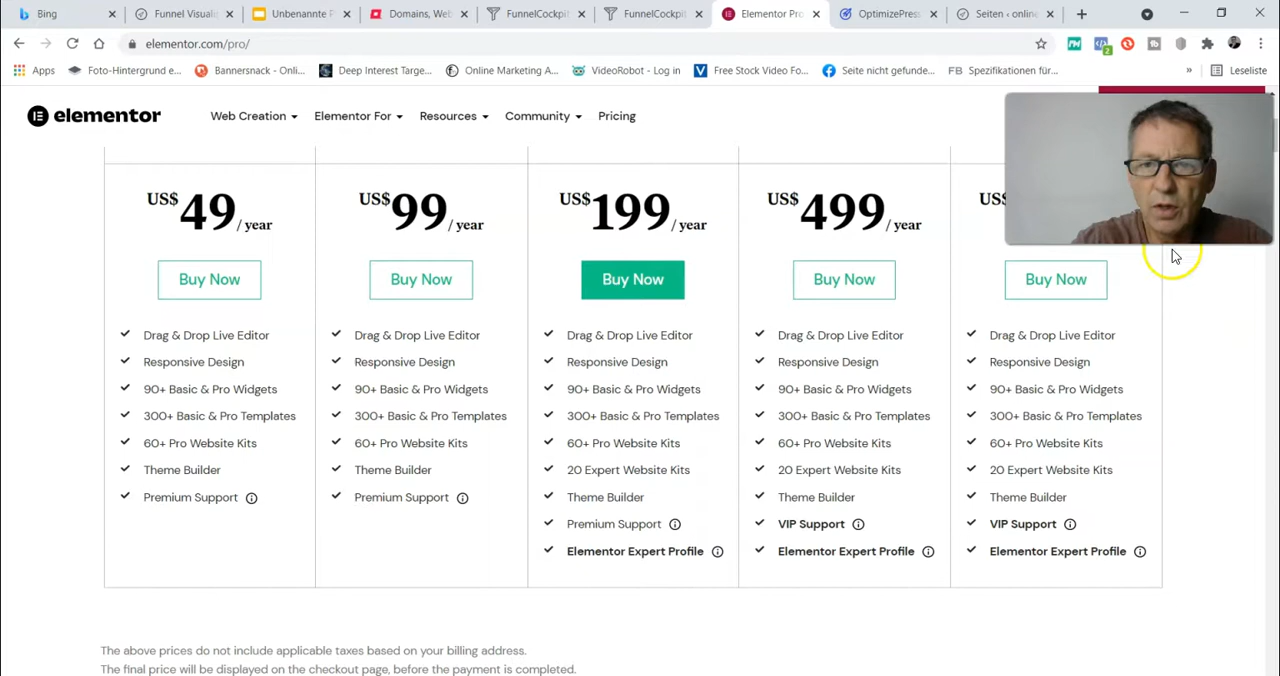 Bing
Funnel Visuali
Unbenannte P
Domains, Web
FunnelCockpit
FunnelCockpit
Elementor Pro
OptimizePress
Seiten ‹ online
elementor.com/pro/
Apps
Foto-Hintergrund e...
Bannersnack - Onli...
Deep Interest Targe...
Online Marketing A...
VideoRobot - Log in
Free Stock Video Fo...
Seite nicht gefunde...
FB Spezifikationen für...
»
Leseliste
elementor
Web Creation
Elementor For
Resources
Community
Pricing
US$ 49 / year
US$ 99 / year
US$ 199 / year
US$ 499 / year
US$
Buy Now
Buy Now
Buy Now
Buy Now
Buy Now
Drag & Drop Live Editor
Responsive Design
90+ Basic & Pro Widgets
300+ Basic & Pro Templates
60+ Pro Website Kits
Theme Builder
Premium Support
Drag & Drop Live Editor
Responsive Design
90+ Basic & Pro Widgets
300+ Basic & Pro Templates
60+ Pro Website Kits
Theme Builder
Premium Support
Drag & Drop Live Editor
Responsive Design
90+ Basic & Pro Widgets
300+ Basic & Pro Templates
60+ Pro Website Kits
20 Expert Website Kits
Theme Builder
Premium Support
Elementor Expert Profile
Drag & Drop Live Editor
Responsive Design
90+ Basic & Pro Widgets
300+ Basic & Pro Templates
60+ Pro Website Kits
20 Expert Website Kits
Theme Builder
VIP Support
Elementor Expert Profile
Drag & Drop Live Editor
Responsive Design
90+ Basic & Pro Widgets
300+ Basic & Pro Templates
60+ Pro Website Kits
20 Expert Website Kits
Theme Builder
VIP Support
Elementor Expert Profile
The above prices do not include applicable taxes based on your billing address.
The final price will be displayed on the checkout page, before the payment is completed.